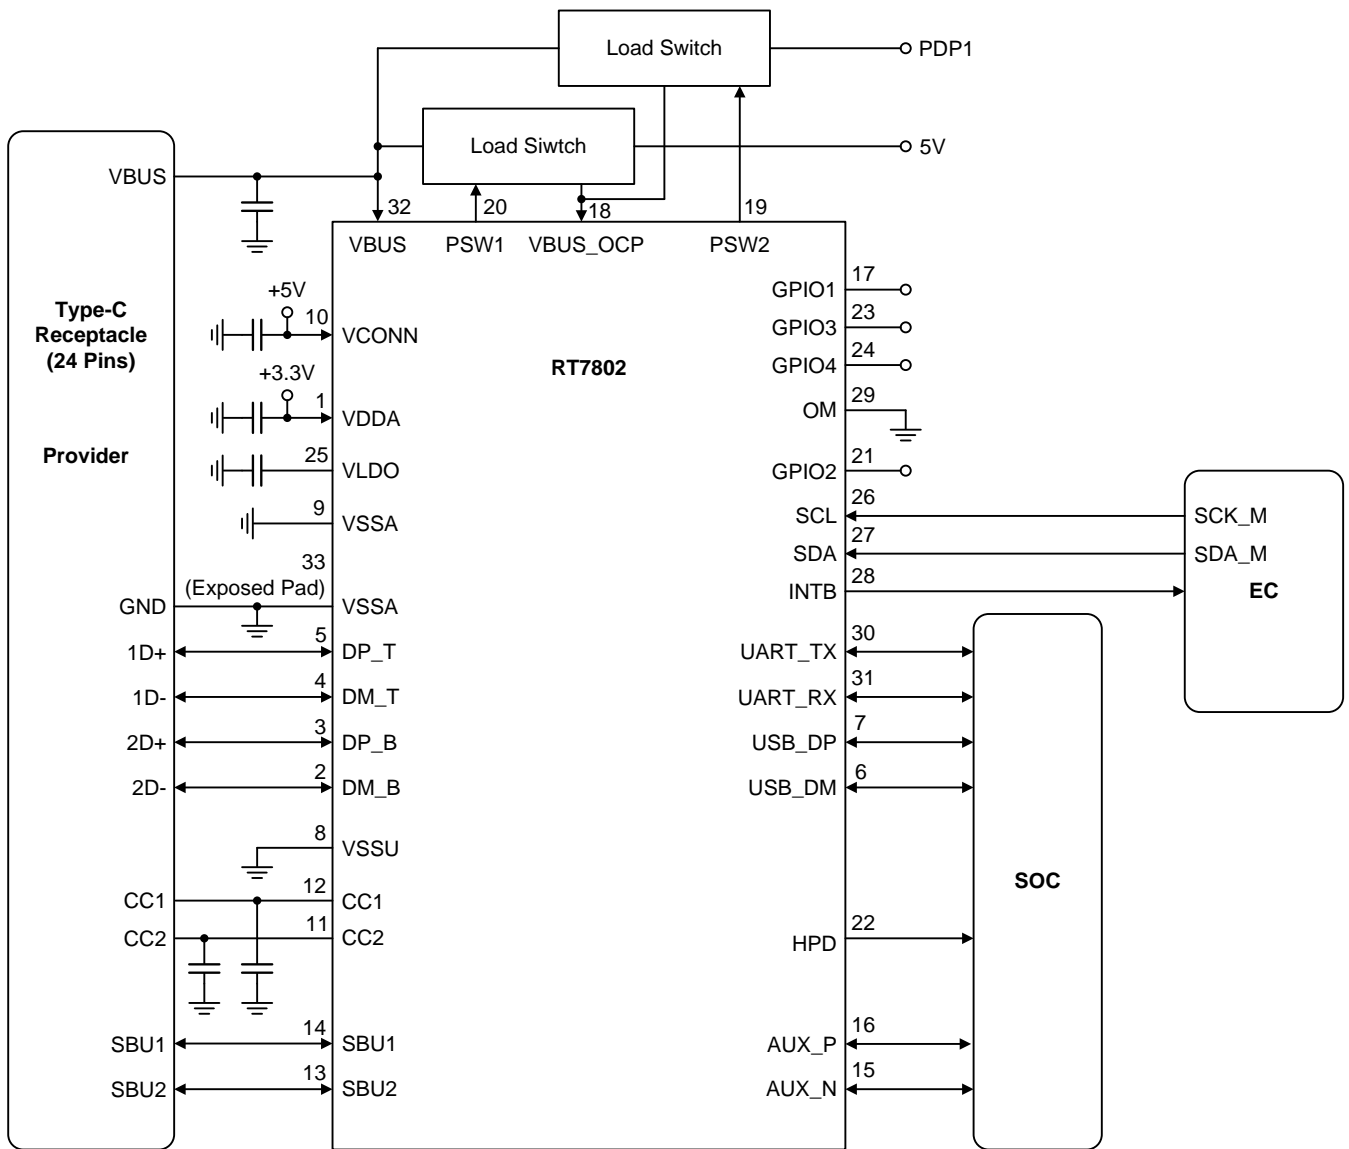 Load Switch
PDP1
Load Siwtch
5V
VBUS
32
20
18
19
VBUS
PSW1
VBUS_OCP
PSW2
Type-C
Receptacle
(24 Pins)
Provider
RT7802
+5V
10
VCONN
+3.3V
1
VDDA
25
VLDO
9
VSSA
33
(Exposed Pad)
GND
VSSA
1D+
5
DP_T
1D-
4
DM_T
2D+
3
DP_B
2D-
2
DM_B
8
VSSU
CC1
12
CC1
CC2
11
CC2
SBU1
14
SBU1
SBU2
13
SBU2
GPIO1
17
GPIO3
23
GPIO4
24
OM
29
GPIO2
21
SCL
26
SCK_M
SDA
27
SDA_M
INTB
28
EC
UART_TX
30
UART_RX
31
USB_DP
7
USB_DM
6
SOC
HPD
22
AUX_P
16
AUX_N
15